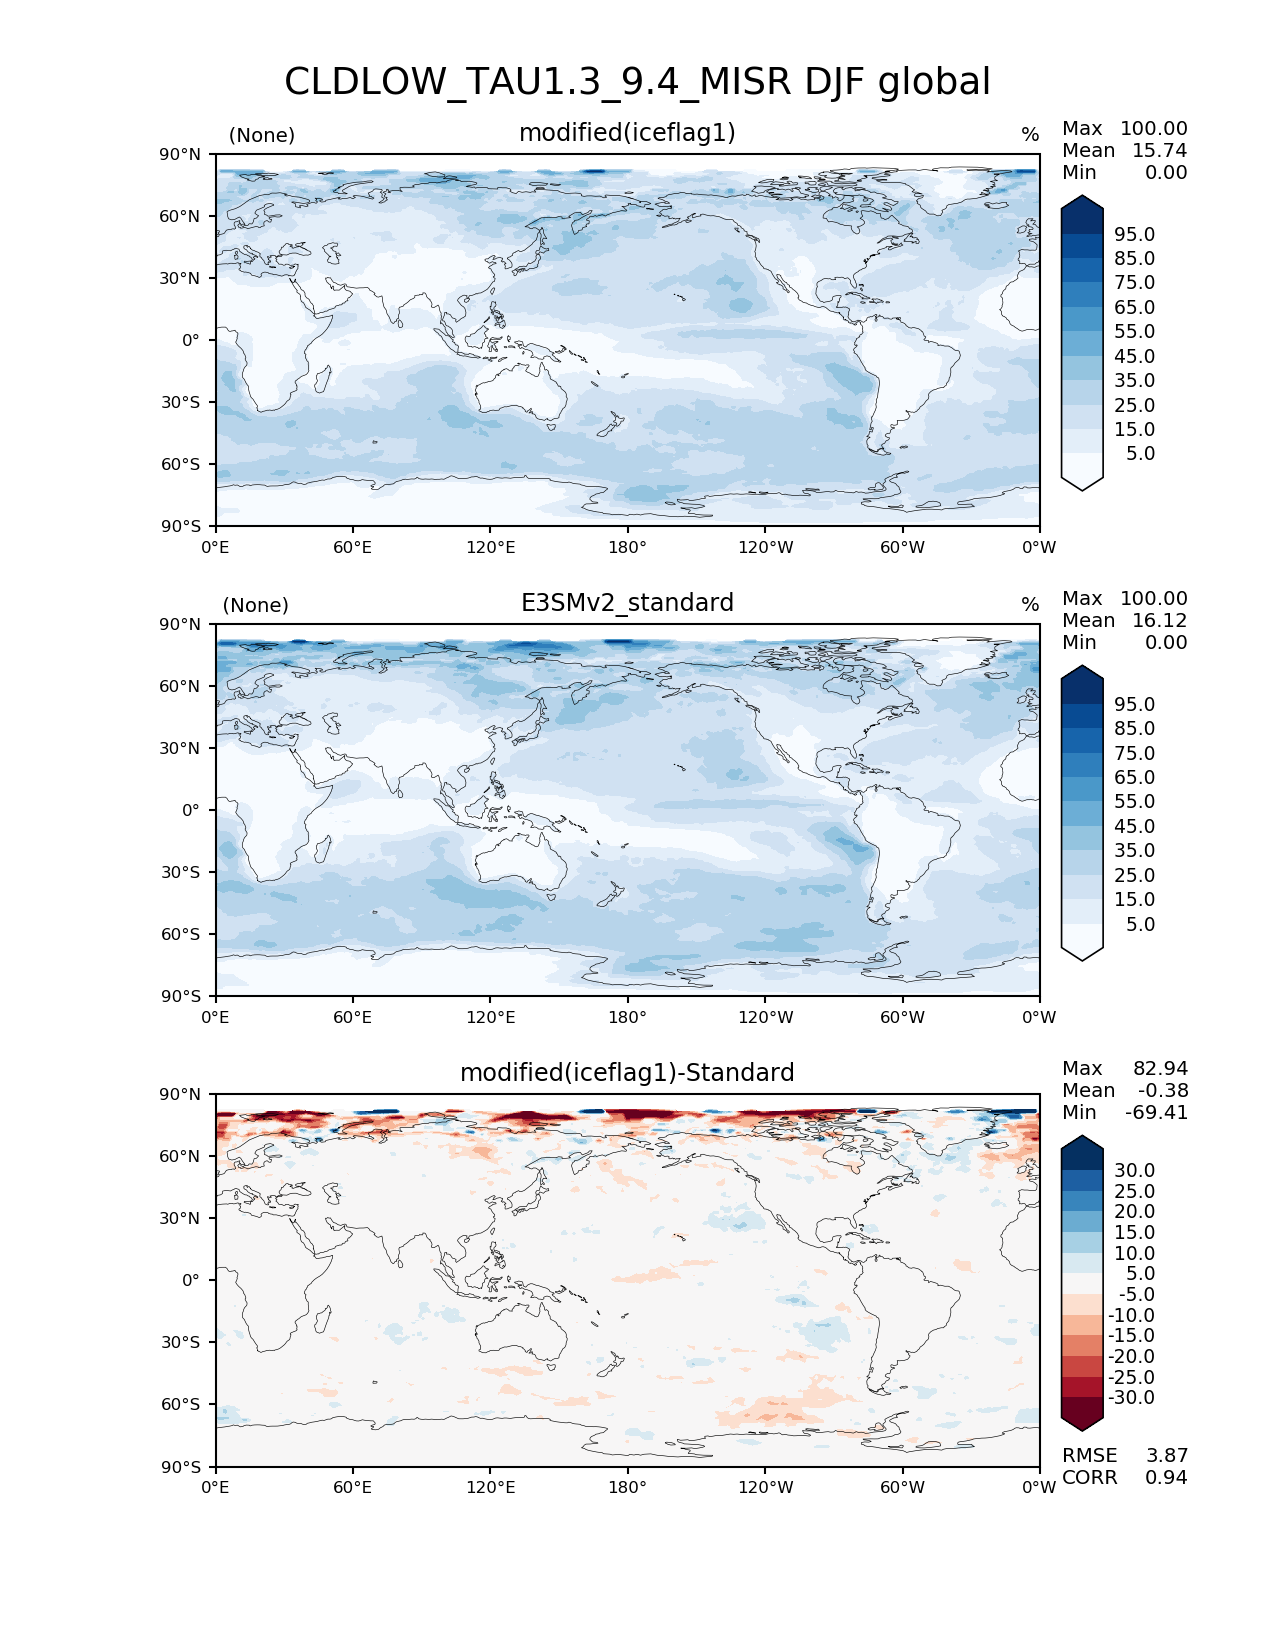 CLDLOW_TAU1.3_9.4_MISR DJF global
(None) modified(iceflag1) %
Max 100.00
Mean 15.74
Min 0.00
90°N
60°N
30°N
0°
30°S
60°S
90°S
0°E 60°E 120°E 180° 120°W 60°W 0°W
95.0
85.0
75.0
65.0
55.0
45.0
35.0
25.0
15.0
5.0
(None) E3SMv2_standard %
Max 100.00
Mean 16.12
Min 0.00
90°N
60°N
30°N
0°
30°S
60°S
90°S
0°E 60°E 120°E 180° 120°W 60°W 0°W
95.0
85.0
75.0
65.0
55.0
45.0
35.0
25.0
15.0
5.0
modified(iceflag1)-Standard
Max 82.94
Mean -0.38
Min -69.41
90°N
60°N
30°N
0°
30°S
60°S
90°S
0°E 60°E 120°E 180° 120°W 60°W 0°W
30.0
25.0
20.0
15.0
10.0
5.0
-5.0
-10.0
-15.0
-20.0
-25.0
-30.0
RMSE 3.87
CORR 0.94